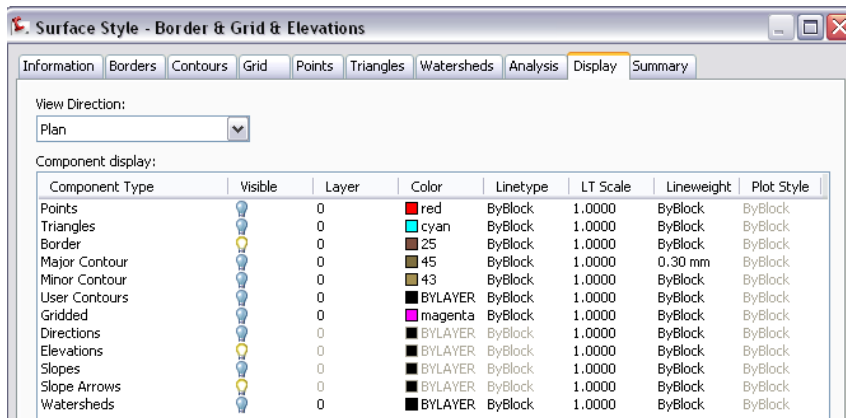 Surface Style - Border & Grid & Elevations
Information Borders Contours Grid Points Triangles Watersheds Analysis Display Summary
View Direction:
Plan
Component display:
Component Type Visible Layer Color Linetype LT Scale Lineweight Plot Style
Points 0 red ByBlock 1.0000 ByBlock ByBlock
Triangles 0 cyan ByBlock 1.0000 ByBlock ByBlock
Border 0 25 ByBlock 1.0000 ByBlock ByBlock
Major Contour 0 45 ByBlock 1.0000 0.30 mm ByBlock
Minor Contour 0 43 ByBlock 1.0000 ByBlock ByBlock
User Contours 0 BYLAYER ByBlock 1.0000 ByBlock ByBlock
Gridded 0 magenta ByBlock 1.0000 ByBlock ByBlock
Directions 0 BYLAYER ByBlock 1.0000 ByBlock ByBlock
Elevations 0 BYLAYER ByBlock 1.0000 ByBlock ByBlock
Slopes 0 BYLAYER ByBlock 1.0000 ByBlock ByBlock
Slope Arrows 0 BYLAYER ByBlock 1.0000 ByBlock ByBlock
Watersheds 0 BYLAYER ByBlock 1.0000 ByBlock ByBlock